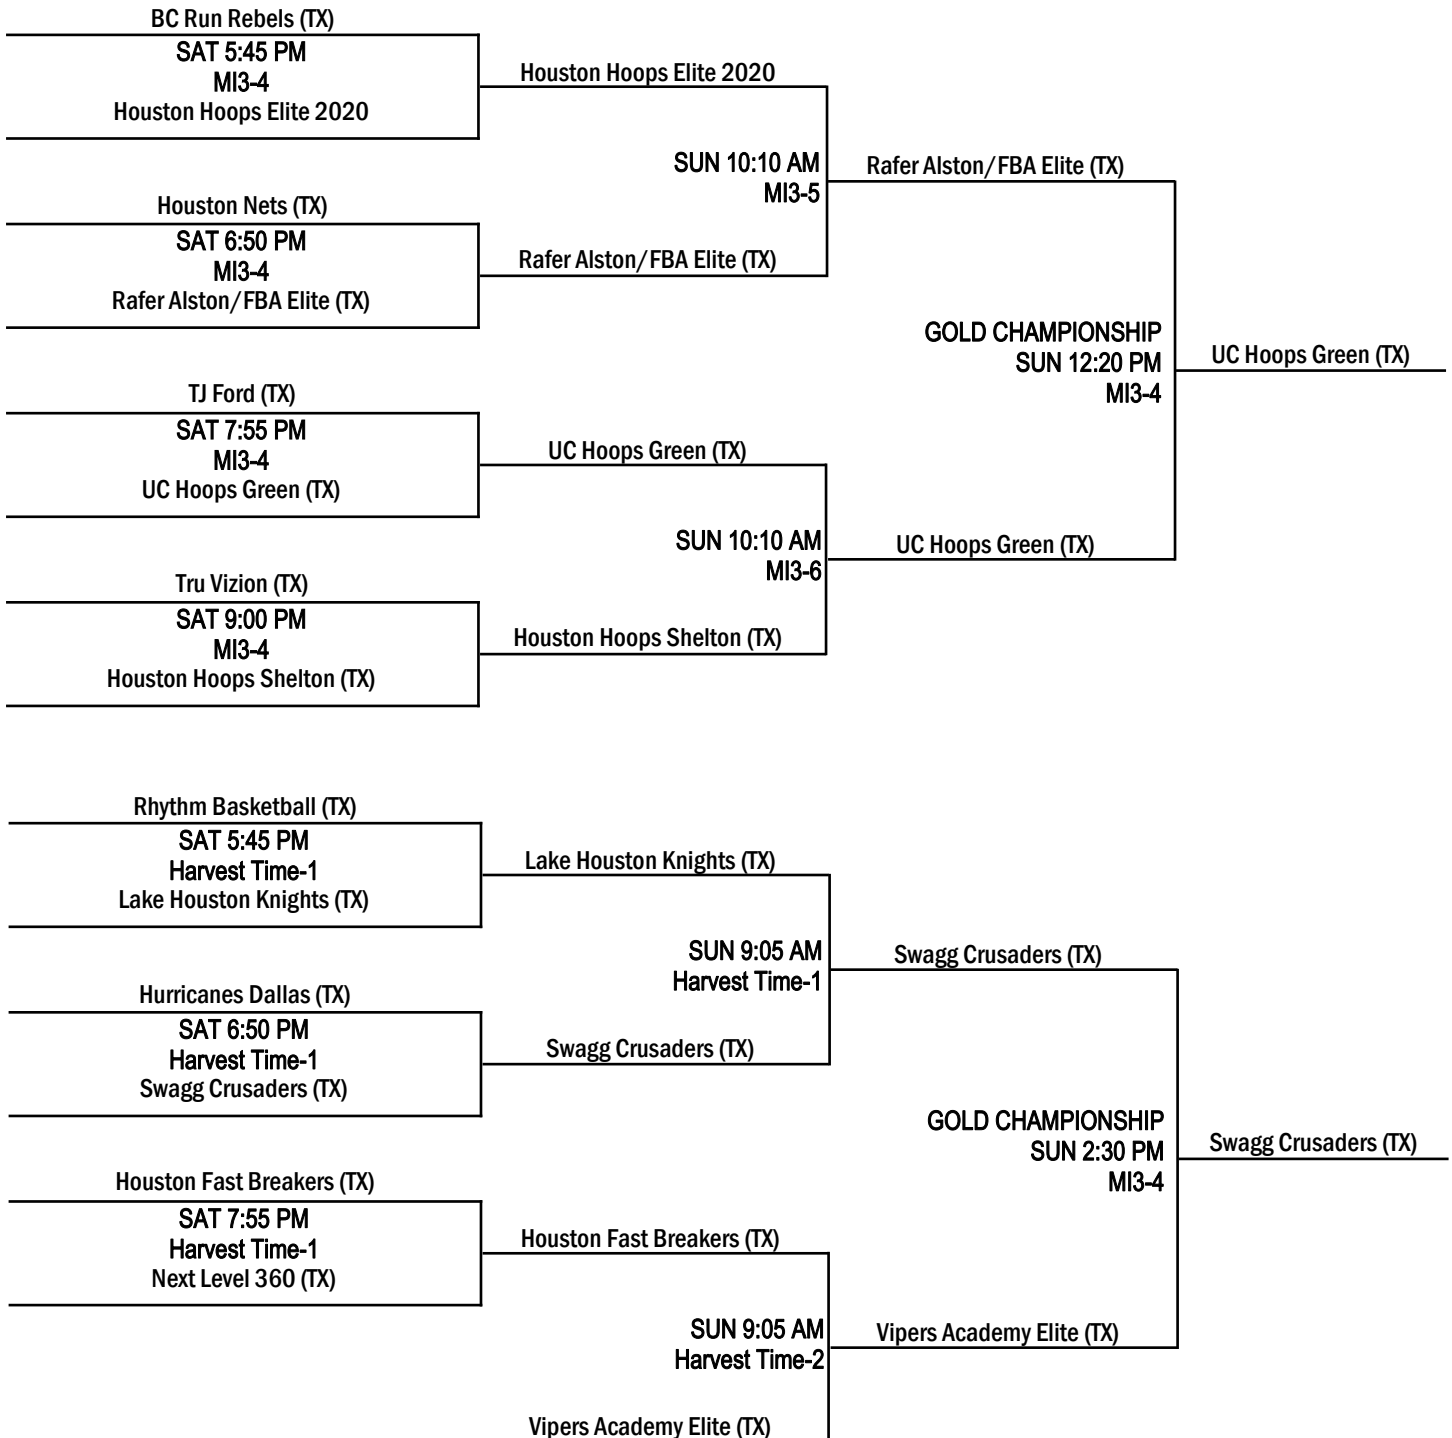 BC Run Rebels (TX)
SAT 5:45 PM
MI3-4
Houston Hoops Elite 2020
Houston Hoops Elite 2020
SUN 10:10 AM
MI3-5
Rafer Alston/FBA Elite (TX)
Houston Nets (TX)
SAT 6:50 PM
MI3-4
Rafer Alston/FBA Elite (TX)
Rafer Alston/FBA Elite (TX)
GOLD CHAMPIONSHIP
SUN 12:20 PM
MI3-4
UC Hoops Green (TX)
TJ Ford (TX)
SAT 7:55 PM
MI3-4
UC Hoops Green (TX)
UC Hoops Green (TX)
SUN 10:10 AM
MI3-6
UC Hoops Green (TX)
Tru Vizion (TX)
SAT 9:00 PM
MI3-4
Houston Hoops Shelton (TX)
Houston Hoops Shelton (TX)
Rhythm Basketball (TX)
SAT 5:45 PM
Harvest Time-1
Lake Houston Knights (TX)
Lake Houston Knights (TX)
SUN 9:05 AM
Harvest Time-1
Swagg Crusaders (TX)
Hurricanes Dallas (TX)
SAT 6:50 PM
Harvest Time-1
Swagg Crusaders (TX)
Swagg Crusaders (TX)
GOLD CHAMPIONSHIP
SUN 2:30 PM
MI3-4
Swagg Crusaders (TX)
Houston Fast Breakers (TX)
SAT 7:55 PM
Harvest Time-1
Next Level 360 (TX)
Houston Fast Breakers (TX)
SUN 9:05 AM
Harvest Time-2
Vipers Academy Elite (TX)
Vipers Academy Elite (TX)